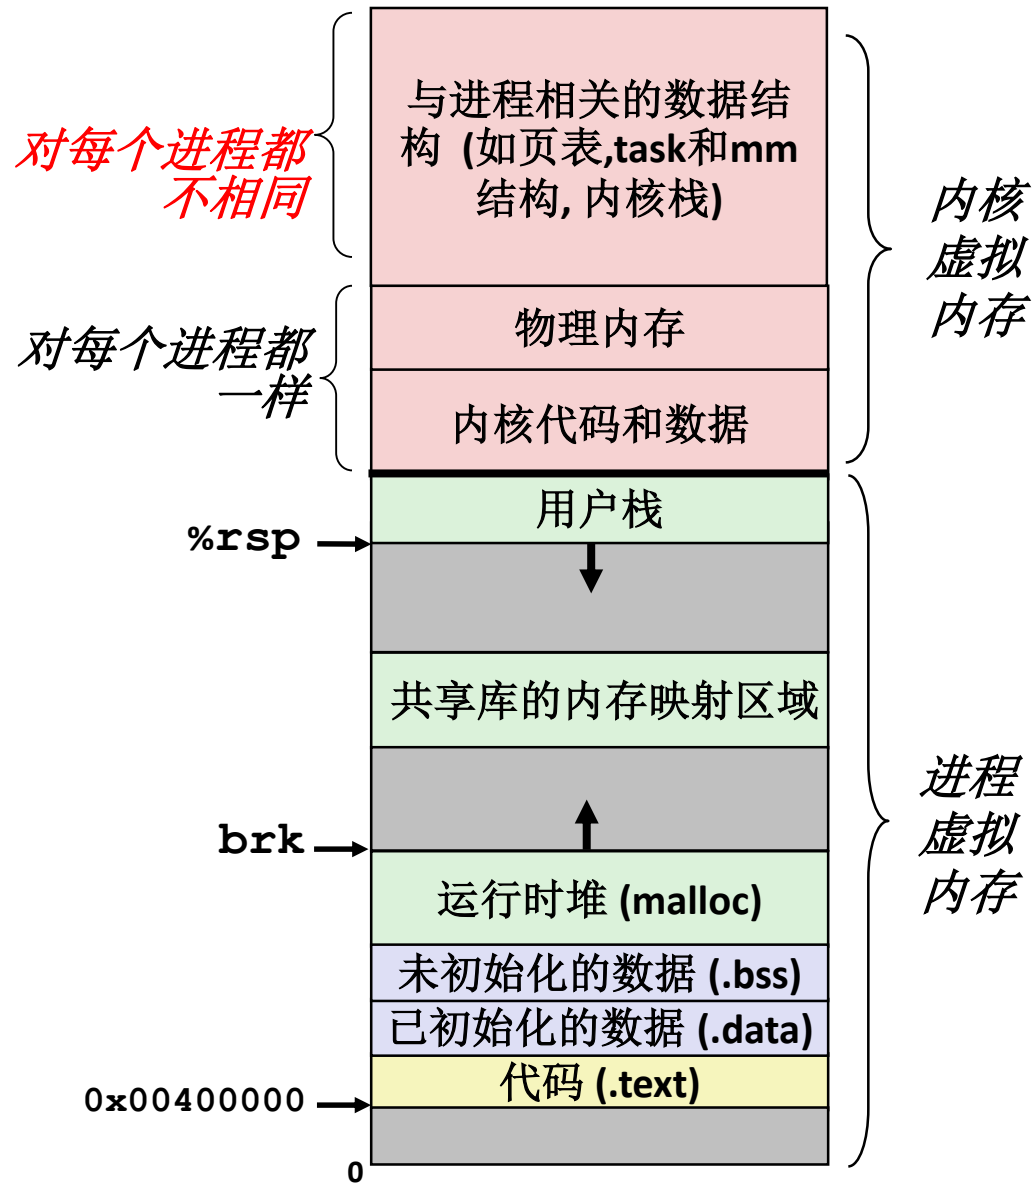 与进程相关的数据结
构 (如页表,task和mm
结构, 内核栈)
对每个进程都
不相同
内核
虚拟
内存
物理内存
对每个进程都
一样
内核代码和数据
用户栈
%rsp
共享库的内存映射区域
进程
虚拟
内存
brk
运行时堆 (malloc)
未初始化的数据 (.bss)
已初始化的数据 (.data)
代码 (.text)
0x00400000
0